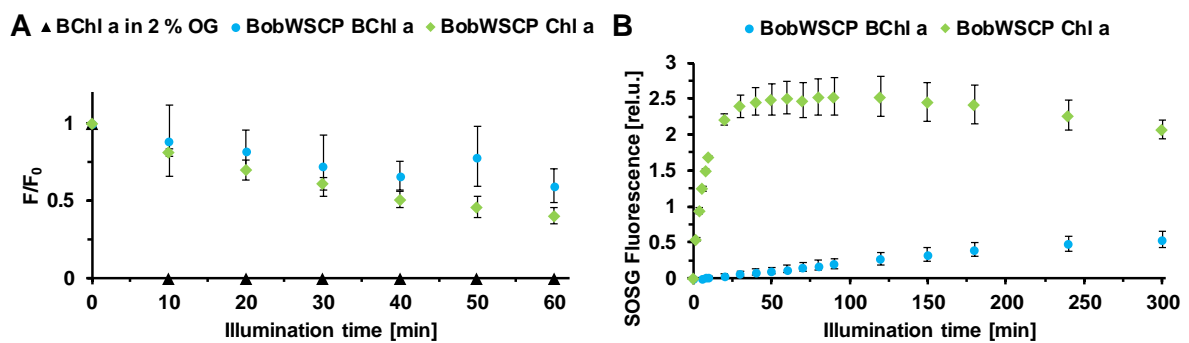 A ▲ BChl a in 2 % OG ● BobWSCP BChl a ◆ BobWSCP Chl a
F/F0
1
0.5
0
0 10 20 30 40 50 60
Illumination time [min]
B ● BobWSCP BChl a ◆ BobWSCP Chl a
SOSG Fluorescence [rel.u.]
3
2.5
2
1.5
1
0.5
0
0 50 100 150 200 250 300
Illumination time [min]